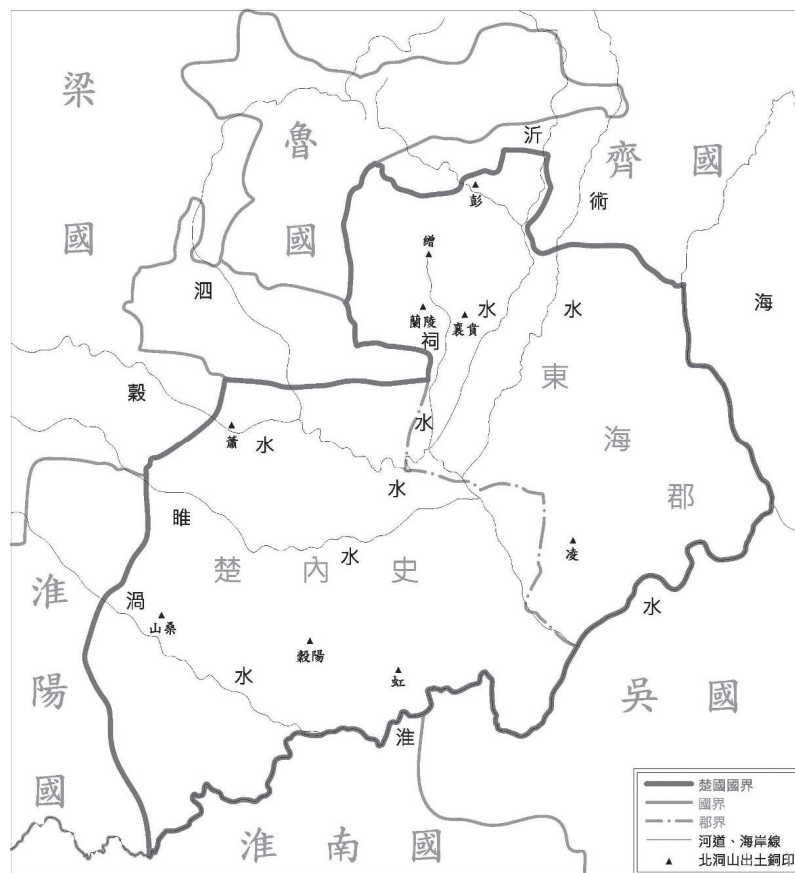 梁國
魯國
齊國
沂
術水
海
泗水
彭
繒
蘭陵
襄賁
祠水
東海郡
穀水
蕭
睢水
楚內史
凌
渦水
山桑
穀陽
虹
淮水
淮陽國
吳國
淮南國
楚國國界
國界
郡界
河道、海岸線
北洞山出土銅印